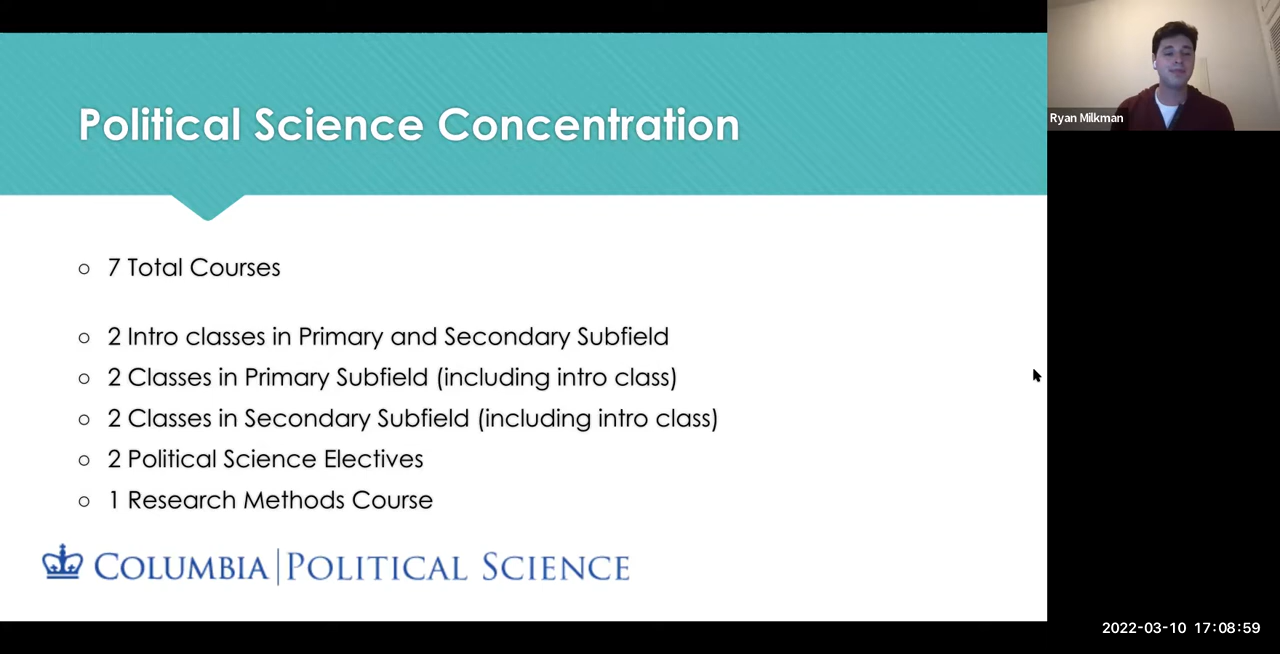 Political Science Concentration
Ryan Milkman
7 Total Courses
2 Intro classes in Primary and Secondary Subfield
2 Classes in Primary Subfield (including intro class)
2 Classes in Secondary Subfield (including intro class)
2 Political Science Electives
1 Research Methods Course
COLUMBIA | POLITICAL SCIENCE
2022-03-10 17:08:59